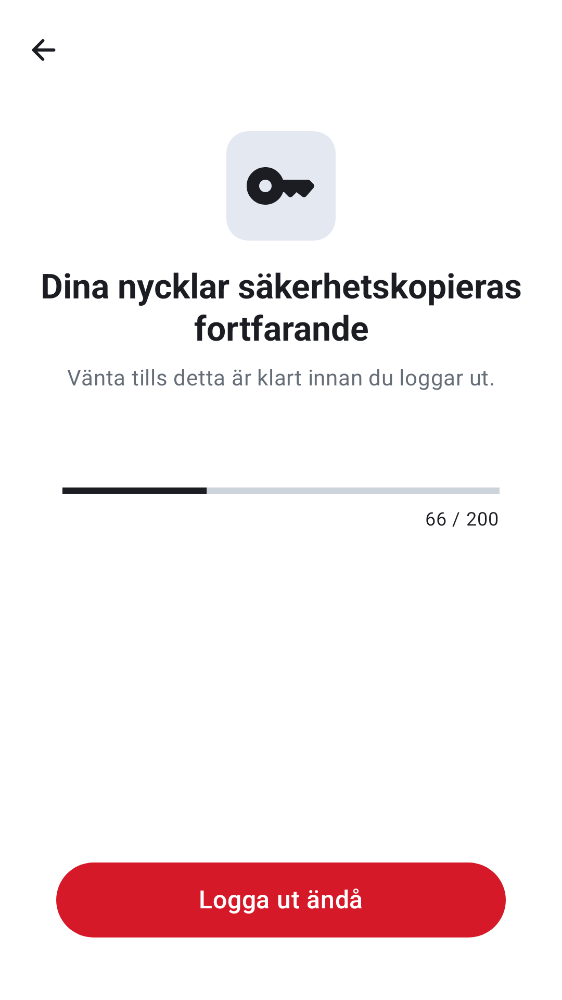 Dina nycklar säkerhetskopieras
fortfarande
Vänta tills detta är klart innan du loggar ut.
66 / 200
Logga ut ändå